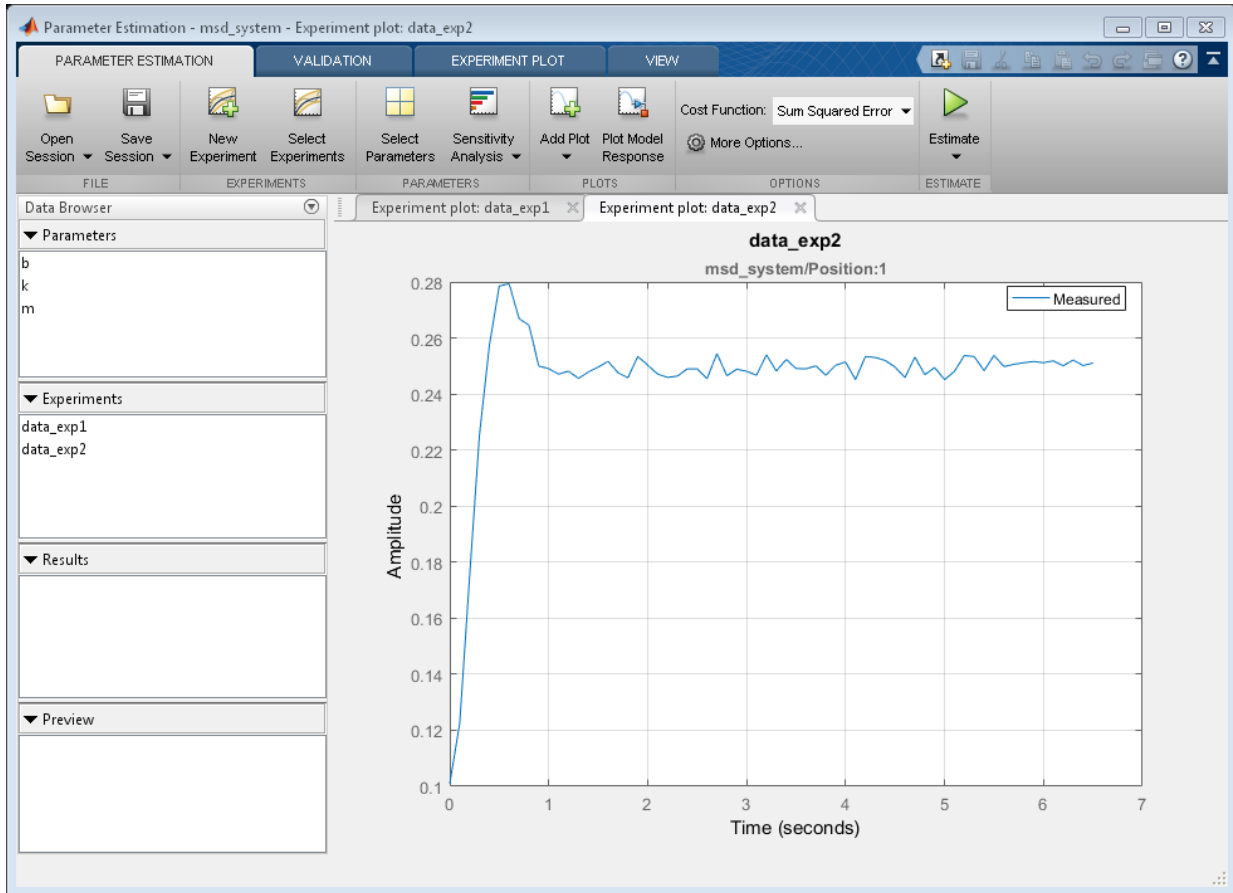 Parameter Estimation - msd_system - Experiment plot: data_exp2
PARAMETER ESTIMATION VALIDATION EXPERIMENT PLOT VIEW
Open Session
Save Session
New Experiment
Select Experiments
Select Parameters
Sensitivity Analysis
Add Plot
Plot Model Response
Cost Function: Sum Squared Error
More Options...
Estimate
FILE EXPERIMENTS PARAMETERS PLOTS OPTIONS ESTIMATE
Data Browser
Parameters
b
k
m
Experiments
data_exp1
data_exp2
Results
Preview
Experiment plot: data_exp1 Experiment plot: data_exp2
data_exp2
msd_system/Position:1
Measured
Amplitude
0.28
0.26
0.24
0.22
0.2
0.18
0.16
0.14
0.12
0.1
0 1 2 3 4 5 6 7
Time (seconds)